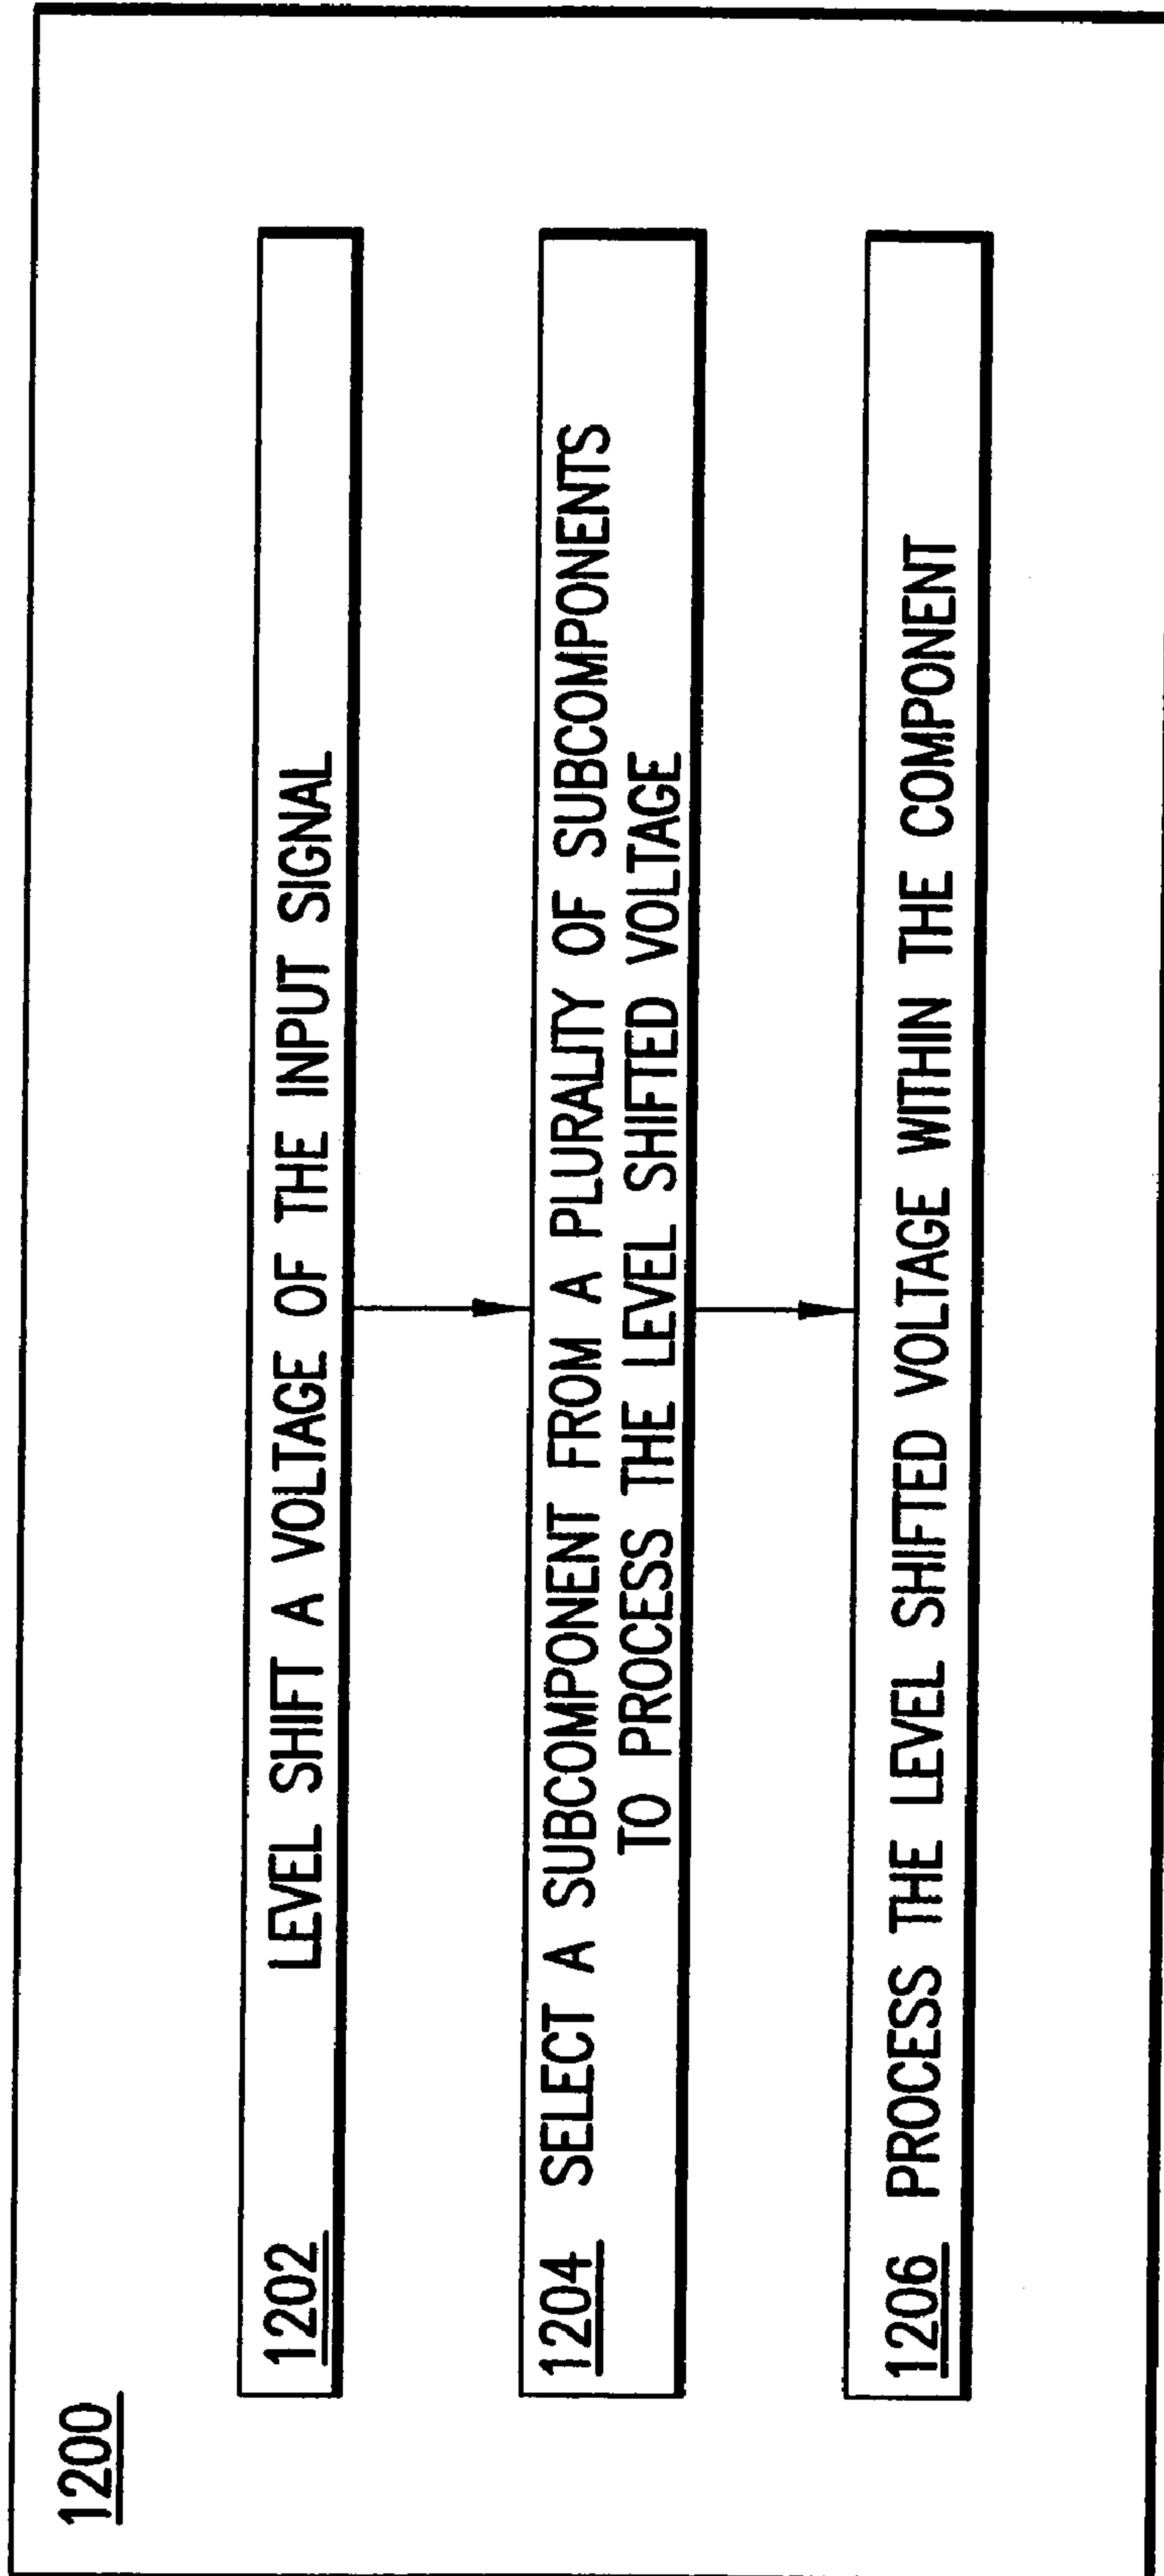 1200
1202 LEVEL SHIFT A VOLTAGE OF THE INPUT SIGNAL
1204 SELECT A SUBCOMPONENT FROM A PLURALITY OF SUBCOMPONENTS
TO PROCESS THE LEVEL SHIFTED VOLTAGE
1206 PROCESS THE LEVEL SHIFTED VOLTAGE WITHIN THE COMPONENT